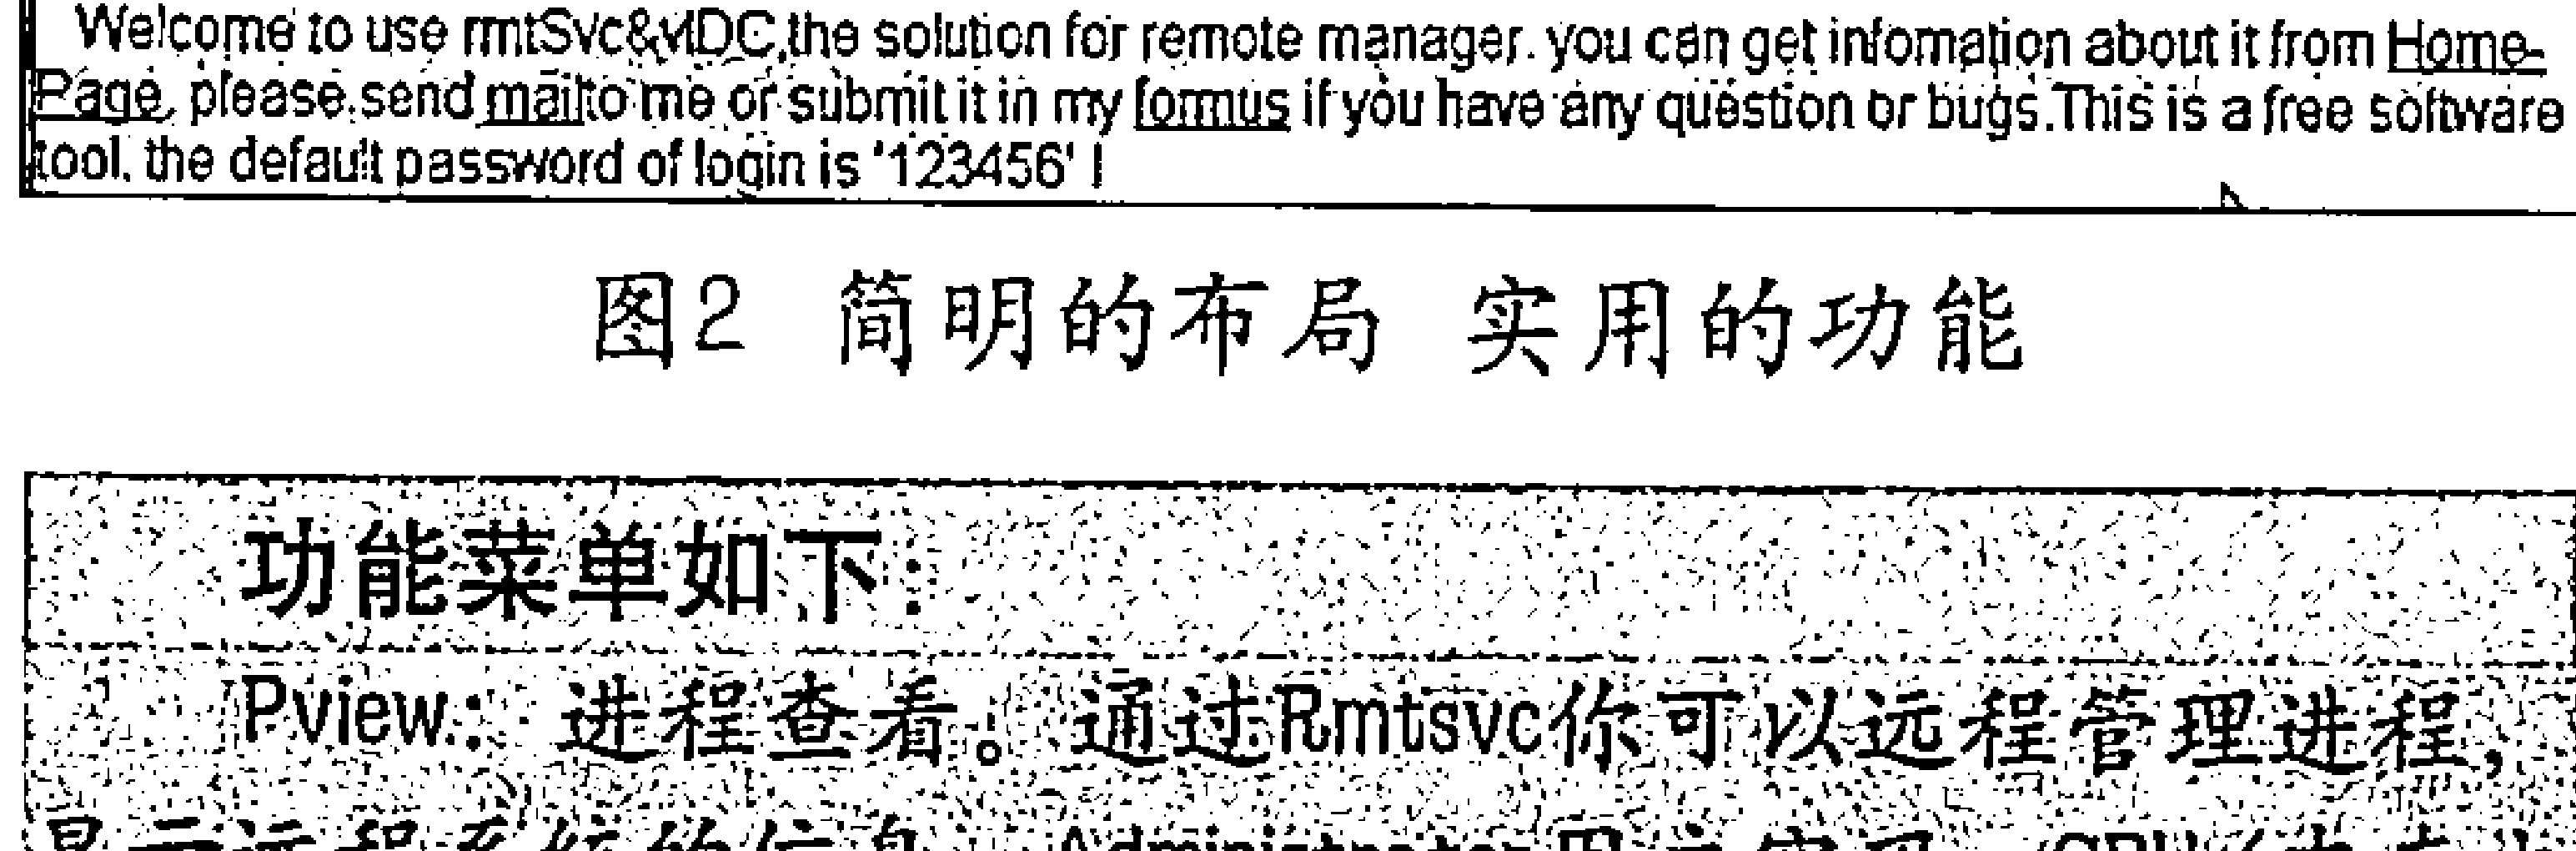 Welcome to use rmtSvc&vIDC,the solution for remote manager. you can get infomation about it from Home-
Page, please send mailto me or submit it in my formus if you have any question or bugs.This is a free software
tool. the default password of login is '123456' !
图2 简明的布局 实用的功能
功能菜单如下:
Pview: 进程查看。通过Rmtsvc你可以远程管理进程,